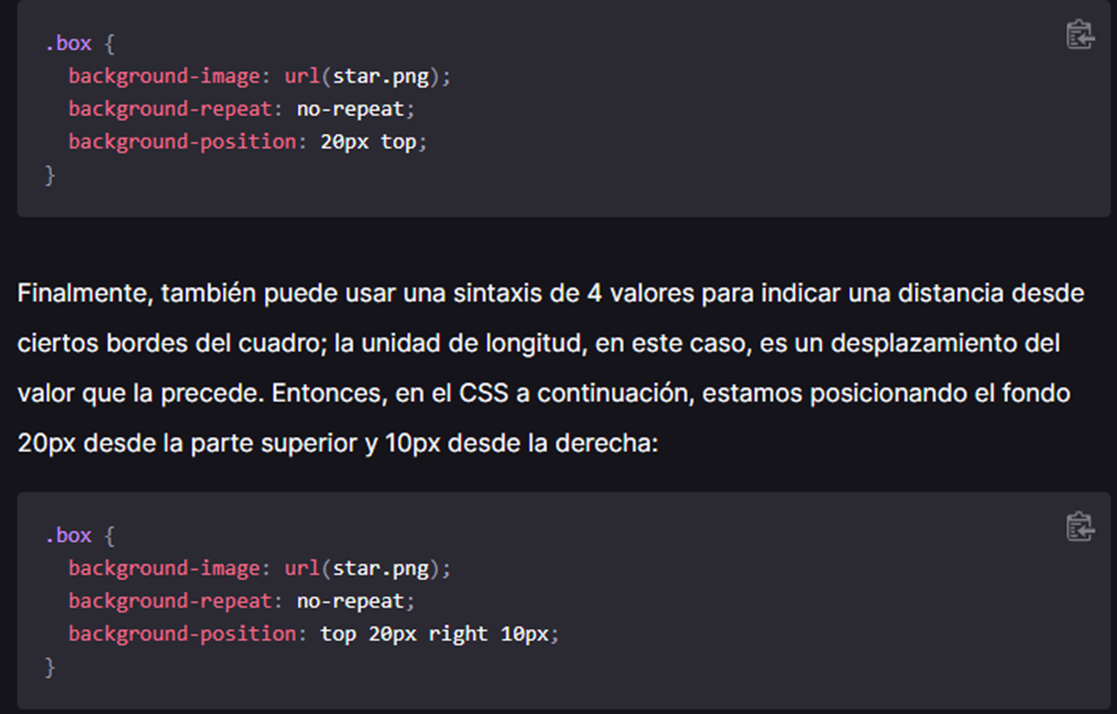 .box {
  background-image: url(star.png);
  background-repeat: no-repeat;
  background-position: 20px top;
}
Finalmente, también puede usar una sintaxis de 4 valores para indicar una distancia desde
ciertos bordes del cuadro; la unidad de longitud, en este caso, es un desplazamiento del
valor que la precede. Entonces, en el CSS a continuación, estamos posicionando el fondo
20px desde la parte superior y 10px desde la derecha:
.box {
  background-image: url(star.png);
  background-repeat: no-repeat;
  background-position: top 20px right 10px;
}